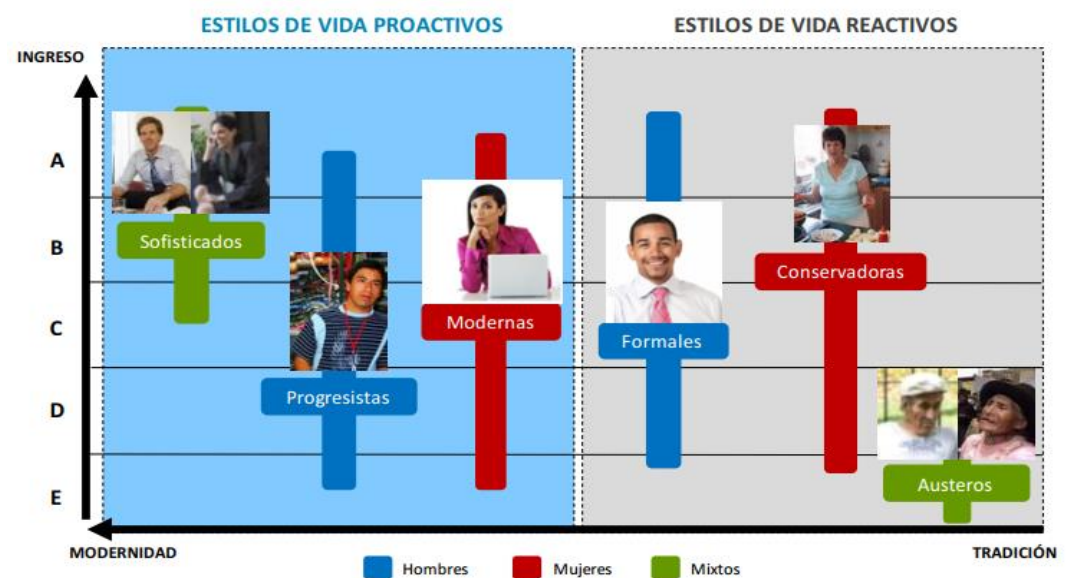 ESTILOS DE VIDA PROACTIVOS
ESTILOS DE VIDA REACTIVOS
INGRESO
A
B
C
D
E
Sofisticados
Progresistas
Modernas
Formales
Conservadoras
Austeros
MODERNIDAD
TRADICIÓN
Hombres
Mujeres
Mixtos